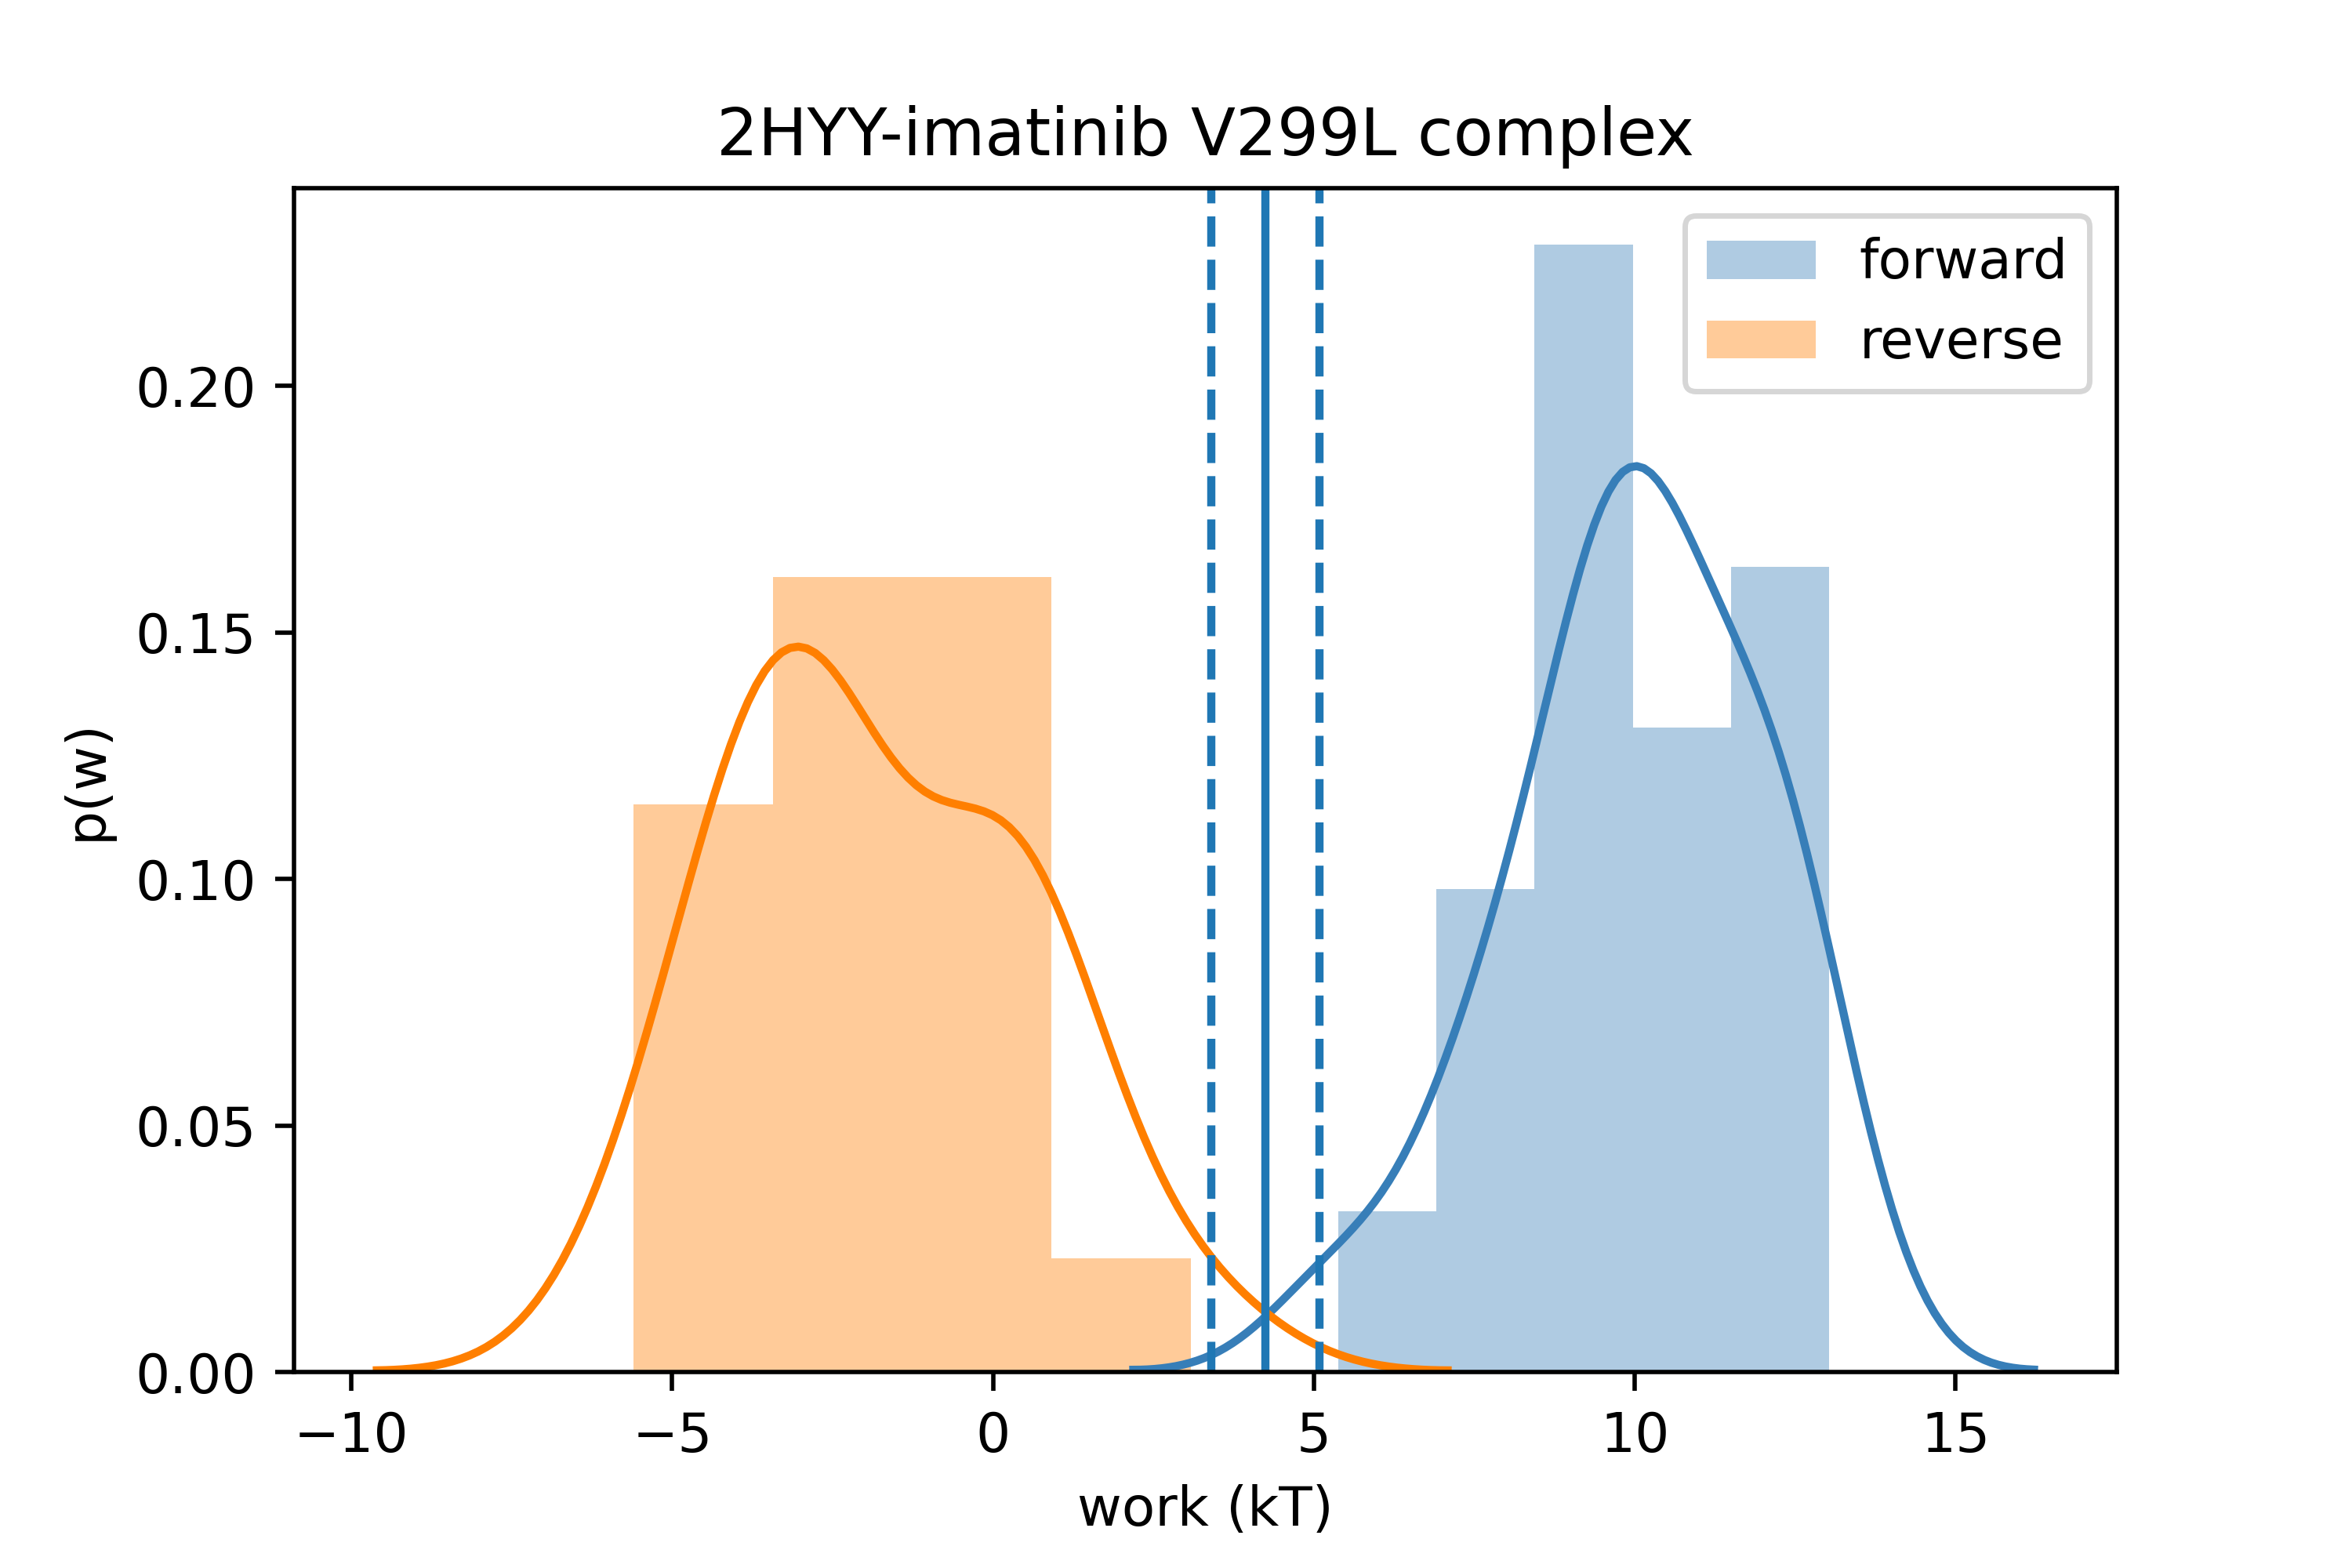 2HYY-imatinib V299L complex
forward
reverse
p(w)
0.20
0.15
0.10
0.05
0.00
−10 −5 0 5 10 15
work (kT)